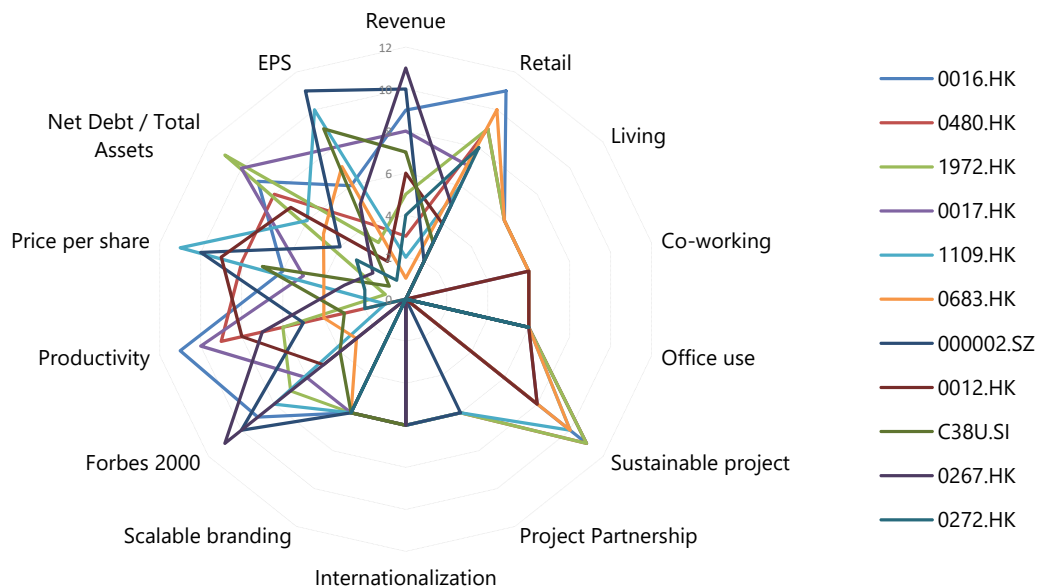 Revenue
12
EPS
Retail
10
Net Debt / Total
Assets
Living
8
6
4
Price per share
Co-working
2
0
Productivity
Office use
Forbes 2000
Sustainable project
Scalable branding
Project Partnership
Internationalization
0016.HK
0480.HK
1972.HK
0017.HK
1109.HK
0683.HK
000002.SZ
0012.HK
C38U.SI
0267.HK
0272.HK